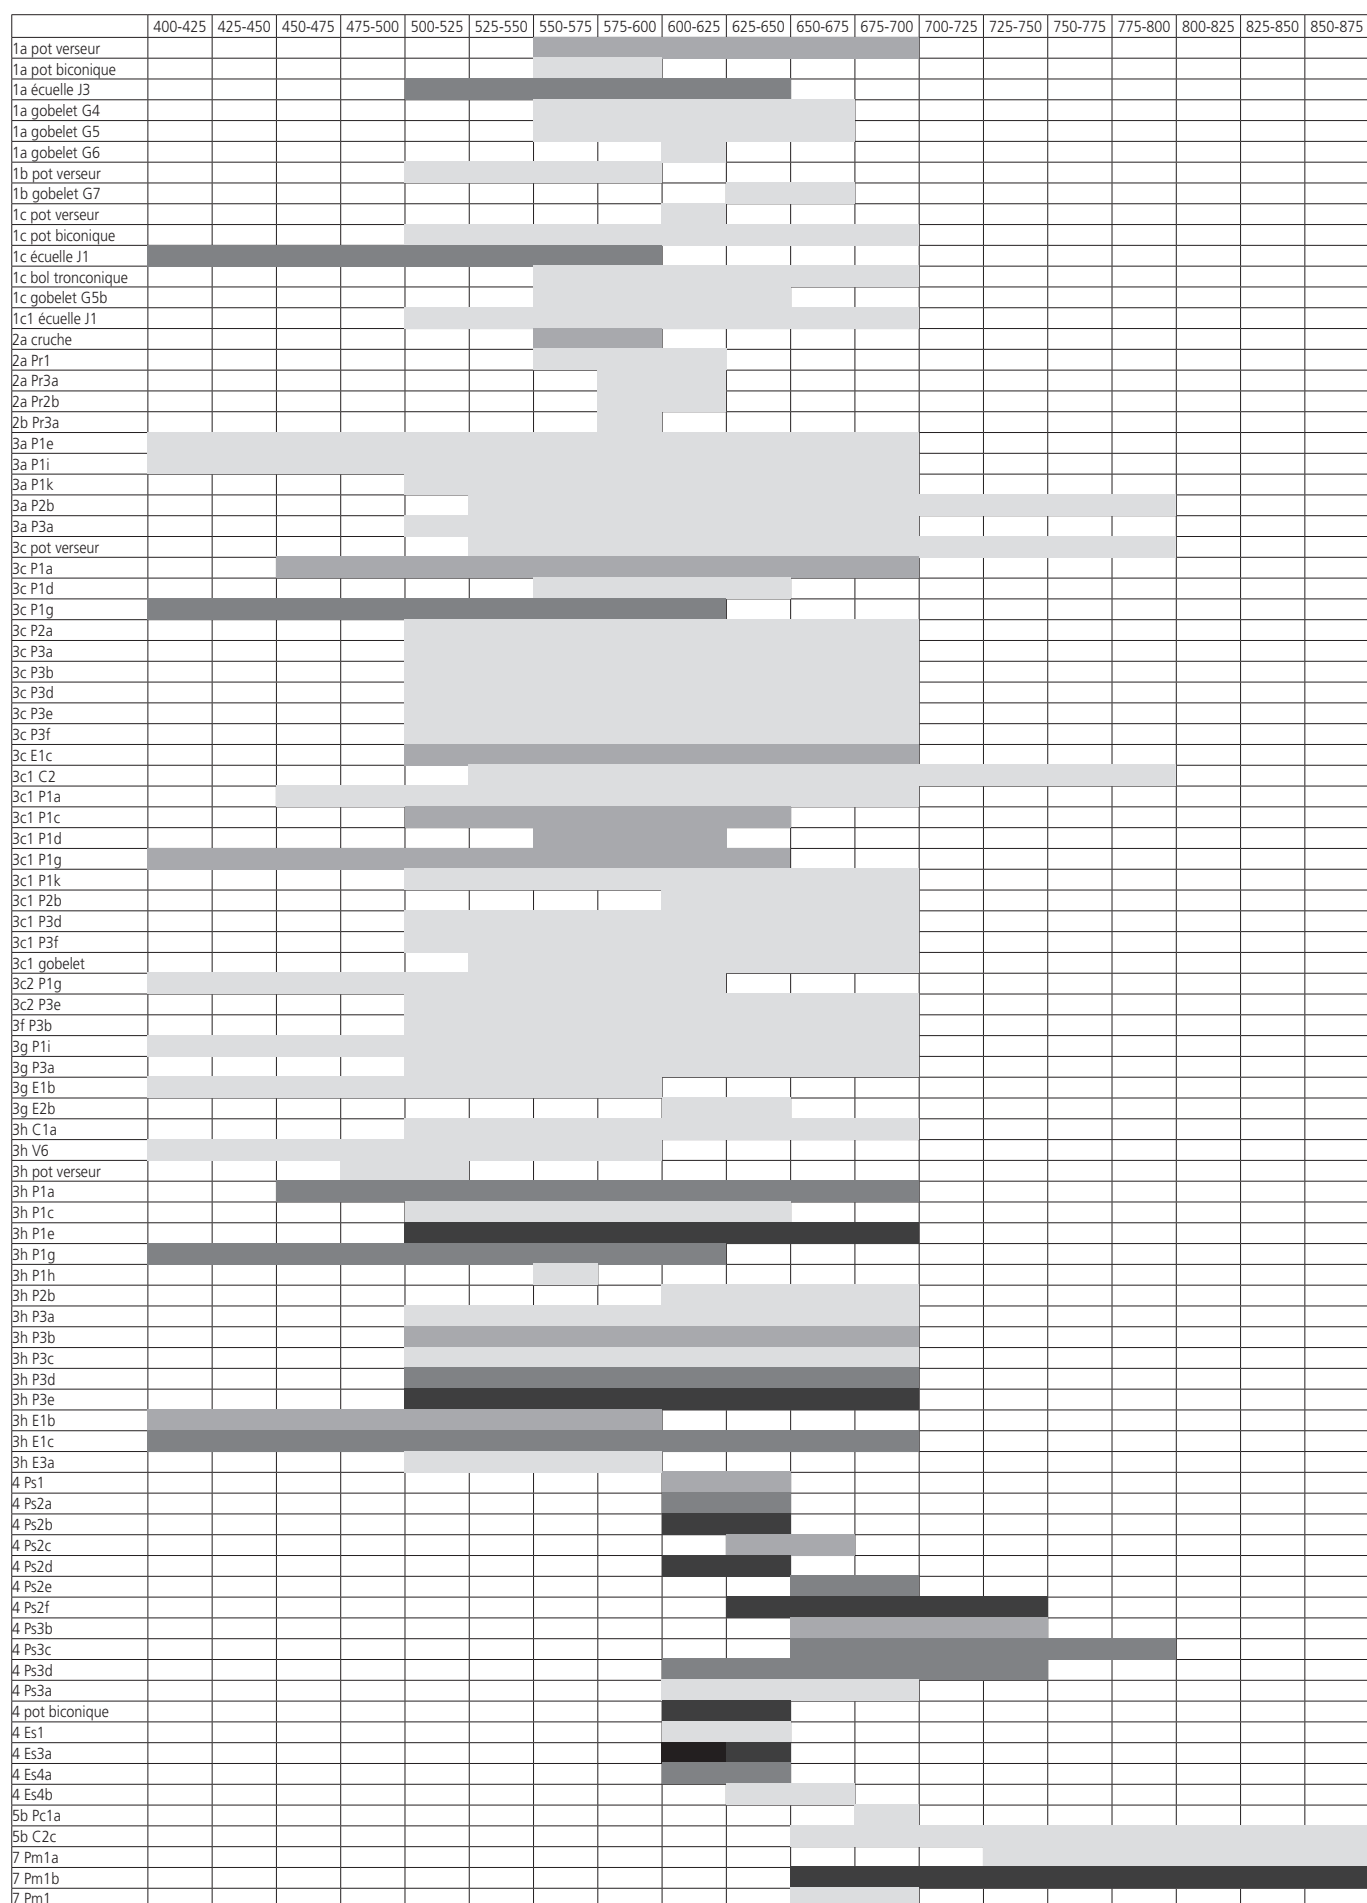 400-425 425-450 450-475 475-500 500-525 525-550 550-575 575-600 600-625 625-650 650-675 675-700 700-725 725-750 750-775 775-800 800-825 825-850 850-875
1a pot verseur
1a pot biconique
1a écuelle J3
1a gobelet G4
1a gobelet G5
1a gobelet G6
1b pot verseur
1b gobelet G7
1c pot verseur
1c pot biconique
1c écuelle J1
1c bol tronconique
1c gobelet G5b
1c1 écuelle J1
2a cruche
2a Pr1
2a Pr3a
2a Pr2b
2b Pr3a
3a P1e
3a P1i
3a P1k
3a P2b
3a P3a
3c pot verseur
3c P1a
3c P1d
3c P1g
3c P2a
3c P3a
3c P3b
3c P3d
3c P3e
3c P3f
3c E1c
3c1 C2
3c1 P1a
3c1 P1c
3c1 P1d
3c1 P1g
3c1 P1k
3c1 P2b
3c1 P3d
3c1 P3f
3c1 gobelet
3c2 P1g
3c2 P3e
3f P3b
3g P1i
3g P3a
3g E1b
3g E2b
3h C1a
3h V6
3h pot verseur
3h P1a
3h P1c
3h P1e
3h P1g
3h P1h
3h P2b
3h P3a
3h P3b
3h P3c
3h P3d
3h P3e
3h E1b
3h E1c
3h E3a
4 Ps1
4 Ps2a
4 Ps2b
4 Ps2c
4 Ps2d
4 Ps2e
4 Ps2f
4 Ps3b
4 Ps3c
4 Ps3d
4 Ps3a
4 pot biconique
4 Es1
4 Es3a
4 Es4a
4 Es4b
5b Pc1a
5b C2c
7 Pm1a
7 Pm1b
7 Pm1